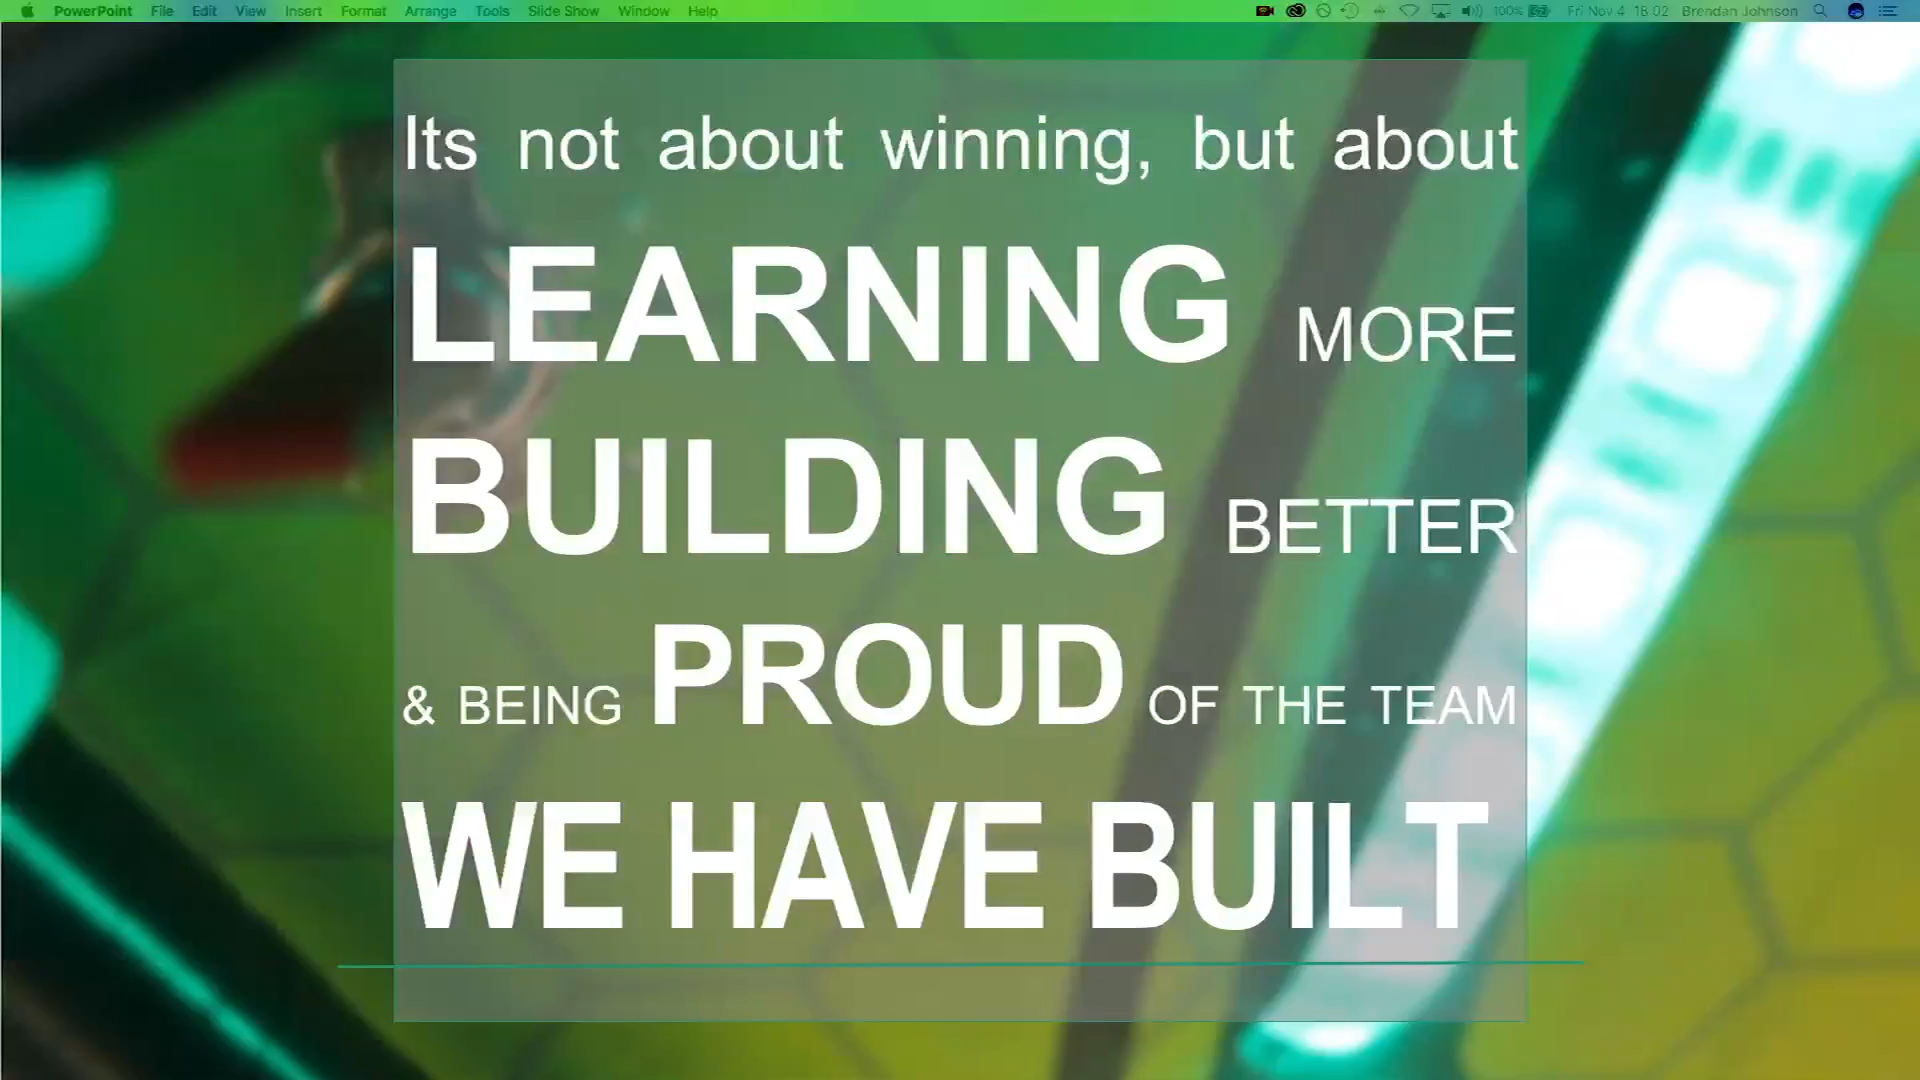 PowerPoint File Edit View Insert Format Arrange Tools Slide Show Window Help 100% Fri Nov 4 18:02 Brendan Johnson
Its not about winning, but about
LEARNING MORE
BUILDING BETTER
& BEING PROUD OF THE TEAM
WE HAVE BUILT